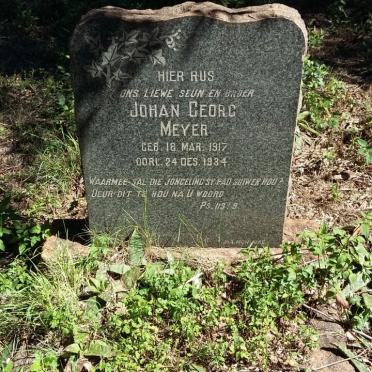 HIER RUS
ONS LIEWE SEUN EN BROER
JOHAN GEORG
MEYER
GEB. 18. MAR. 1917
OORL. 24 DES. 1934
WAARMEE SAL DIE JONGELING SY PAD SUIWER HOU?
DEUR DIT TE HOU NA U WOORD
PS. 119:9